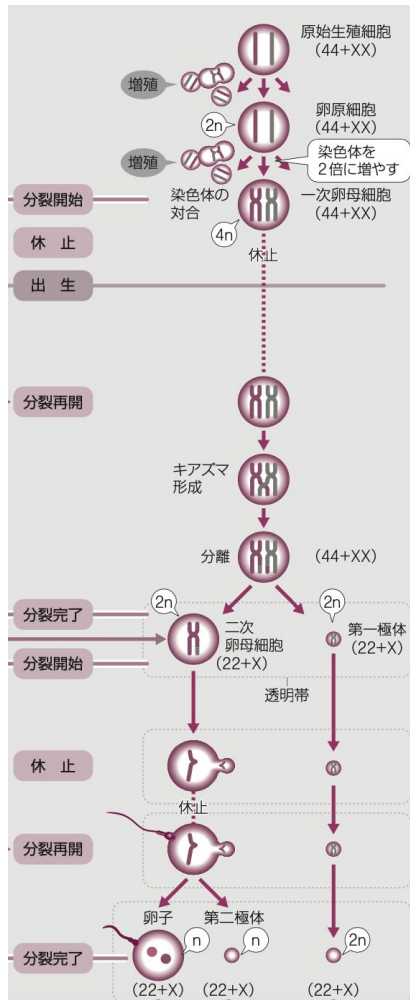 原始生殖細胞
(44+XX)
増殖
2n
卵原細胞
(44+XX)
増殖
染色体を
2倍に増やす
分裂開始
染色体の
対合
一次卵母細胞
(44+XX)
4n
休止
休止
出生
分裂再開
キアズマ
形成
分離
(44+XX)
2n
2n
分裂完了
二次
卵母細胞
(22+X)
第一極体
(22+X)
分裂開始
透明帯
休止
休止
分裂再開
卵子
第二極体
n
n
2n
分裂完了
(22+X)
(22+X)
(22+X)